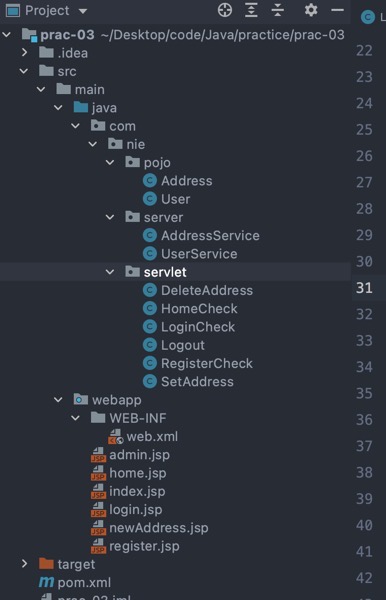 Project
L
prac-03 ~/Desktop/code/Java/practice/prac-03
22
.idea
23
src
24
main
java
25
com
26
nie
27
pojo
Address
28
User
server
29
AddressService
UserService
30
servlet
31
DeleteAddress
32
HomeCheck
LoginCheck
33
Logout
34
RegisterCheck
SetAddress
35
webapp
WEB-INF
36
web.xml
admin.jsp
37
home.jsp
38
index.jsp
login.jsp
39
newAddress.jsp
40
register.jsp
41
target
pom.xml
42
prac-03.iml